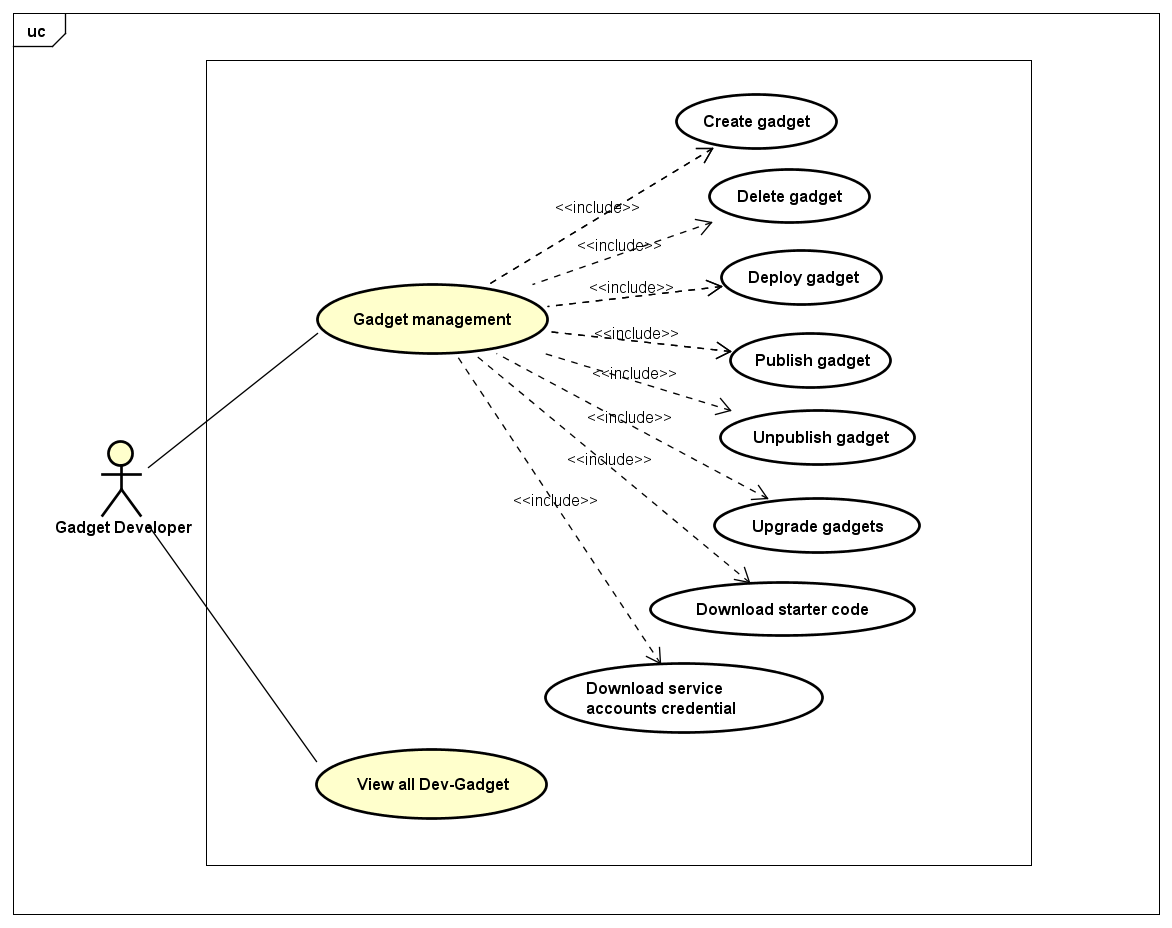 uc
Create gadget
Delete gadget
<<include>>
<<include>>
Deploy gadget
<<include>>
Gadget management
<<include>>
Publish gadget
<<include>>
<<include>>
Unpublish gadget
<<include>>
<<include>>
Gadget Developer
Upgrade gadgets
Download starter code
Download service
accounts credential
View all Dev-Gadget